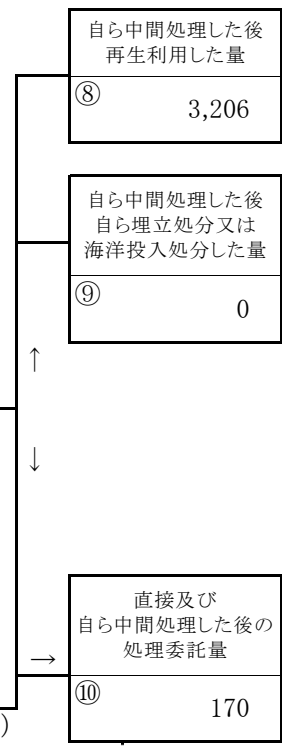 自ら中間処理した後
再生利用した量
⑧
3,206
自ら中間処理した後
自ら埋立処分又は
海洋投入処分した量
⑨
0
↑
↓
直接及び
自ら中間処理した後の
処理委託量
→
⑩
170
)